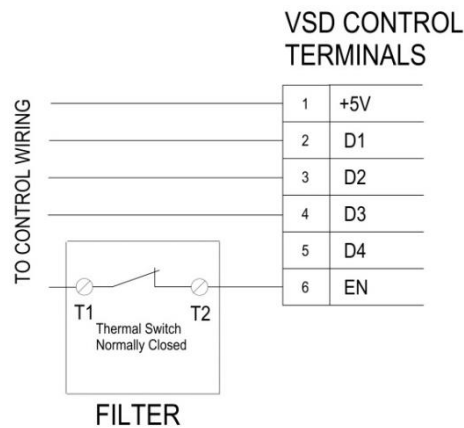 VSD CONTROL
TERMINALS
TO CONTROL WIRING
1 +5V
2 D1
3 D2
4 D3
5 D4
6 EN
T1 T2
Thermal Switch
Normally Closed
FILTER